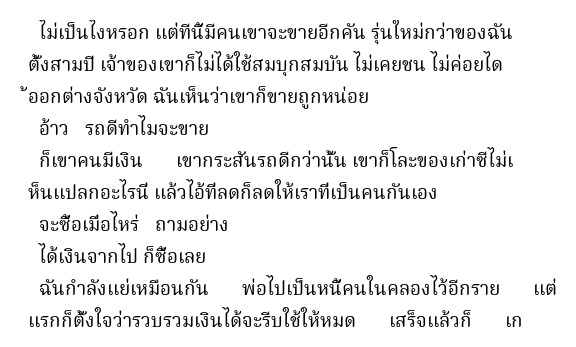 ไม่เป็นไงหรอก แต่ทีนี้มีคนเขาจะขายอีกคัน รุ่นใหม่กว่าของฉัน
ตั้งสามปี เจ้าของเขาก็ไม่ได้ใช้สมบุกสมบัน ไม่เคยชน ไม่ค่อยได
้ออกต่างจังหวัด ฉันเห็นว่าเขาก็ขายถูกหน่อย
อ้าว รถดีทำไมจะขาย
ก็เขาคนมีเงิน เขากระสันรถดีกว่านั้น เขาก็โละของเก่าซีไม่เ
ห็นแปลกอะไรนี่ แล้วไอ้ที่ลดก็ลดให้เราที่เป็นคนกันเอง
จะซื้อเมื่อไหร่ ถามอย่าง
ได้เงินจากไป ก็ซื้อเลย
ฉันกำลังแย่เหมือนกัน พ่อไปเป็นหนี้คนในคลองไว้อีกราย แต่
แรกก็ตั้งใจว่ารวบรวมเงินได้จะรีบใช้ให้หมด เสร็จแล้วก็ เก